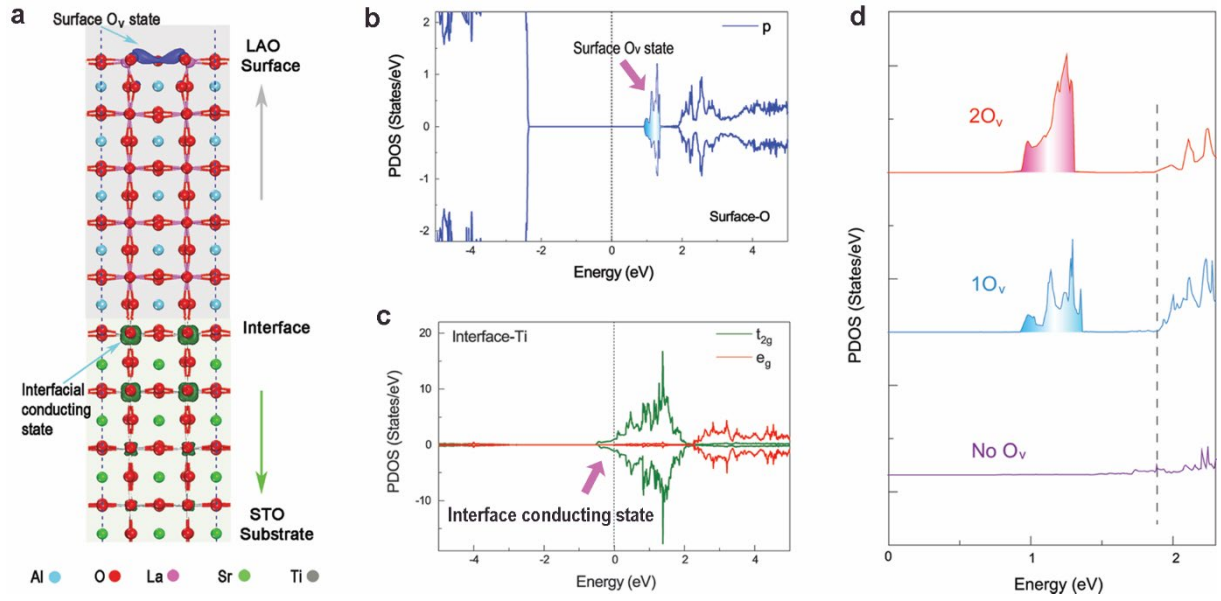 a
Surface Oᵥ state
LAO
Surface
Interface
Interfacial
conducting
state
STO
Substrate
Al
O
La
Sr
Ti
b
PDOS (States/eV)
2
1
0
-1
-2
p
Surface Oᵥ state
Surface-O
-4
-2
0
2
4
Energy (eV)
c
PDOS (States/eV)
20
10
0
-10
Interface-Ti
t₂g
eg
Interface conducting state
-4
-2
0
2
4
Energy (eV)
d
PDOS (States/eV)
2Oᵥ
1Oᵥ
No Oᵥ
0
1
2
Energy (eV)